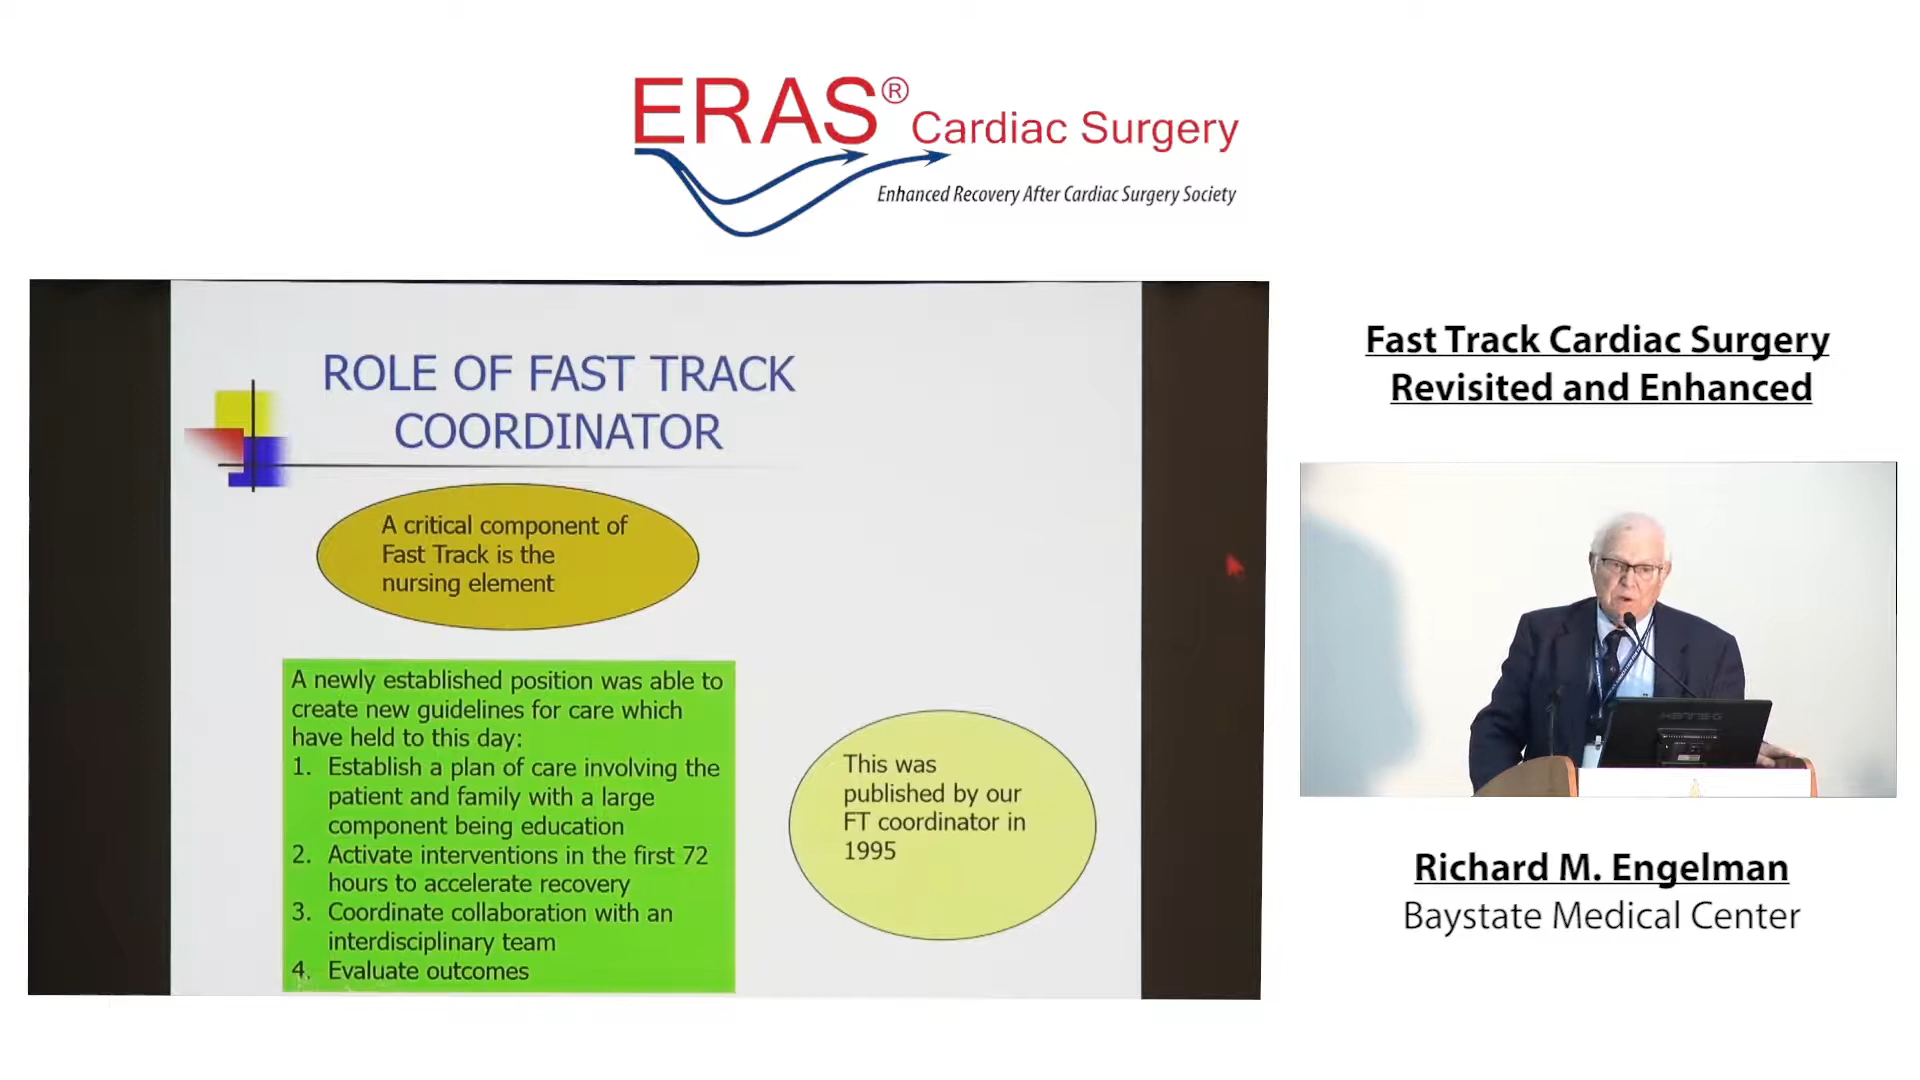 ERAS® Cardiac Surgery
Enhanced Recovery After Cardiac Surgery Society
ROLE OF FAST TRACK
COORDINATOR
A critical component of
Fast Track is the
nursing element
A newly established position was able to
create new guidelines for care which
have held to this day:
1. Establish a plan of care involving the
patient and family with a large
component being education
2. Activate interventions in the first 72
hours to accelerate recovery
3. Coordinate collaboration with an
interdisciplinary team
4. Evaluate outcomes
This was
published by our
FT coordinator in
1995
Fast Track Cardiac Surgery
Revisited and Enhanced
Richard M. Engelman
Baystate Medical Center